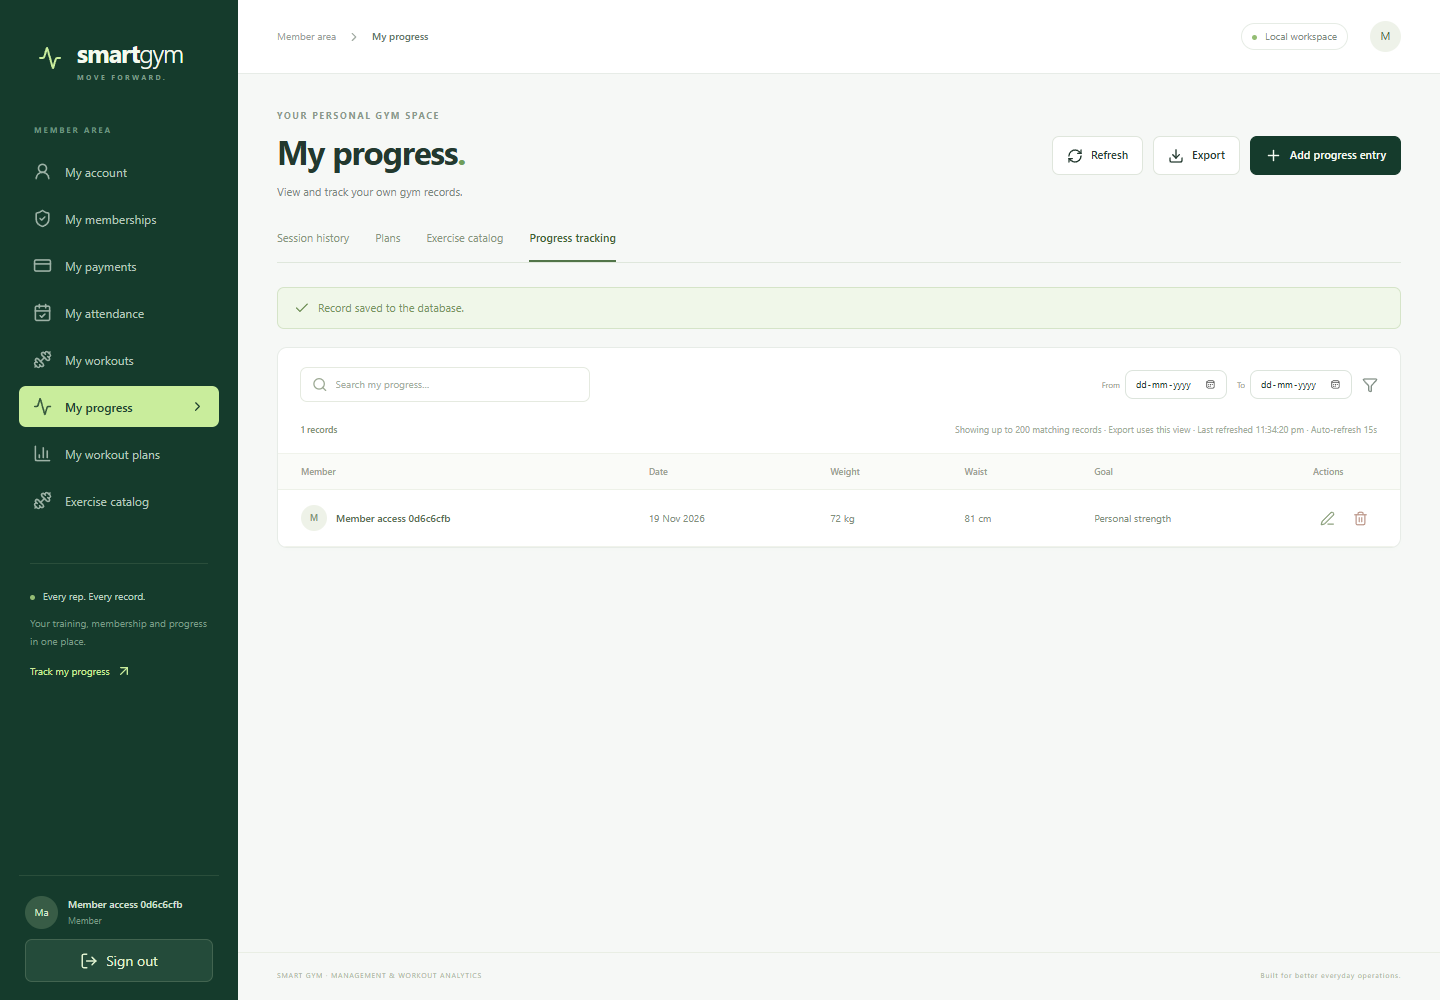 smartgym
MOVE FORWARD.
MEMBER AREA
My account
My memberships
My payments
My attendance
My workouts
My progress
My workout plans
Exercise catalog
Every rep. Every record.
Your training, membership and progress
in one place.
Track my progress
Ma
Member access 0d6c6cfb
Member
Sign out
Member area
My progress
Local workspace
M
YOUR PERSONAL GYM SPACE
My progress.
View and track your own gym records.
Refresh
Export
Add progress entry
Session history
Plans
Exercise catalog
Progress tracking
Record saved to the database.
Search my progress...
From
dd-mm-yyyy
To
dd-mm-yyyy
1 records
Showing up to 200 matching records · Export uses this view · Last refreshed 11:34:20 pm · Auto-refresh 15s
Member
Date
Weight
Waist
Goal
Actions
M
Member access 0d6c6cfb
19 Nov 2026
72 kg
81 cm
Personal strength
SMART GYM · MANAGEMENT & WORKOUT ANALYTICS
Built for better everyday operations.